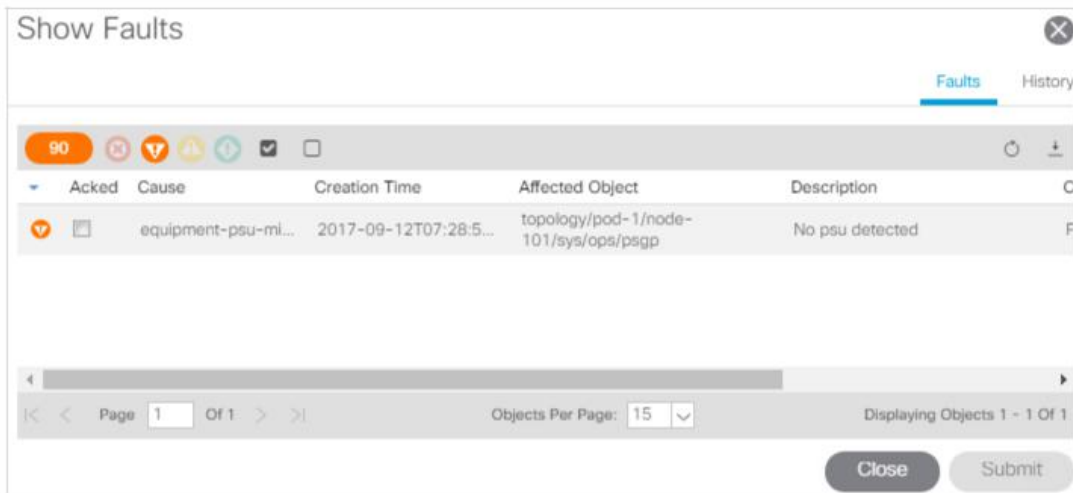 Show Faults
Faults History
90
Acked Cause Creation Time Affected Object Description
equipment-psu-mi... 2017-09-12T07:28:5... topology/pod-1/node-
101/sys/ops/psgp No psu detected
Page 1 Of 1 Objects Per Page: 15 Displaying Objects 1 - 1 Of 1
Close Submit